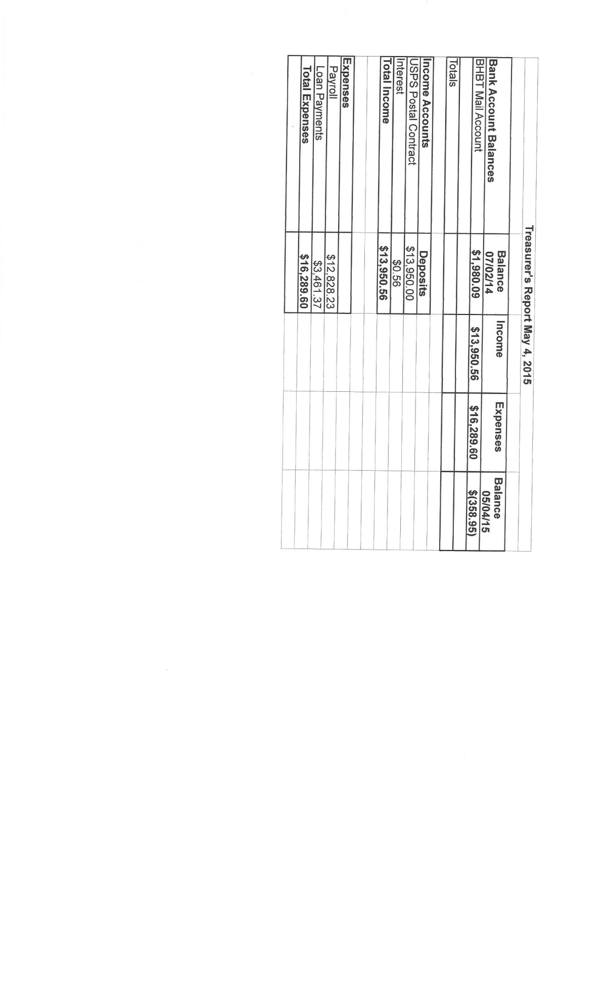 Treasurer's Report May 4, 2015
Bank Account Balances Balance 07/02/14 Income Expenses Balance 05/04/15
BHBT Mail Account $1,980.09 $13,950.56 $16,289.60 $(358.95)
Totals
Income Accounts Deposits
USPS Postal Contract $13,950.00
Interest $0.56
Total Income $13,950.56
Expenses
Payroll $12,828.23
Loan Payments $3,461.37
Total Expenses $16,289.60